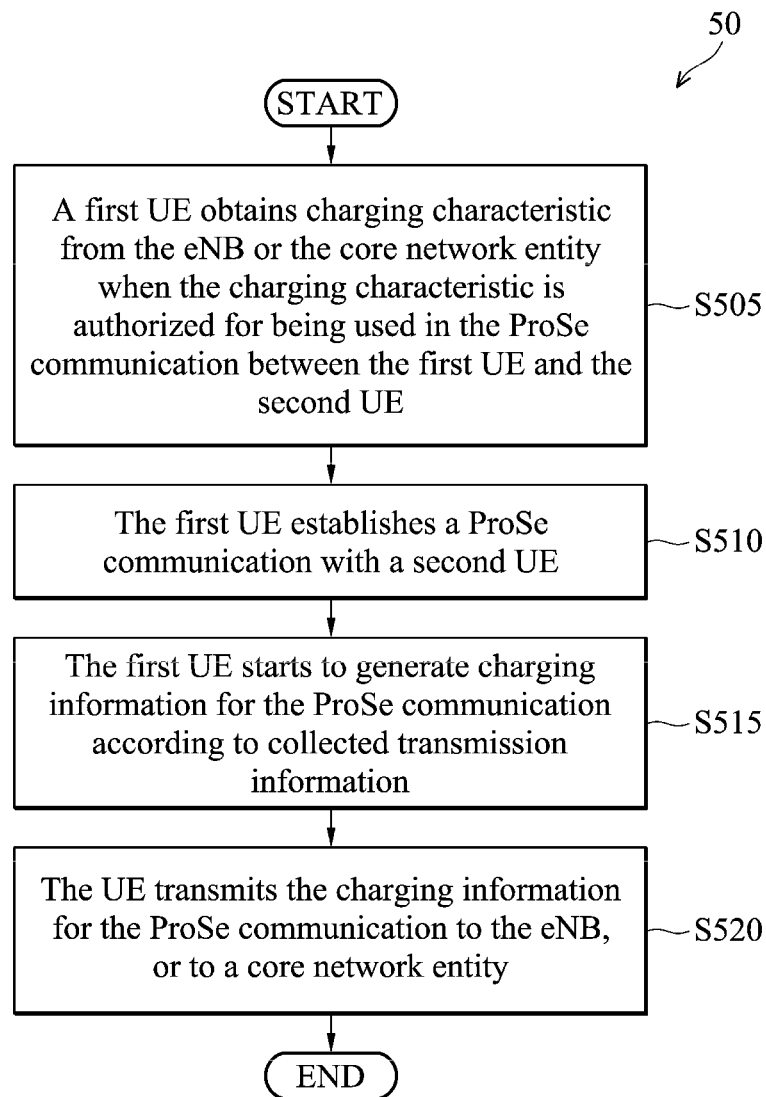 50
START
A first UE obtains charging characteristic
from the eNB or the core network entity
when the charging characteristic is
authorized for being used in the ProSe
communication between the first UE and the
second UE
S505
The first UE establishes a ProSe
communication with a second UE
S510
The first UE starts to generate charging
information for the ProSe communication
according to collected transmission
information
S515
The UE transmits the charging information
for the ProSe communication to the eNB,
or to a core network entity
S520
END